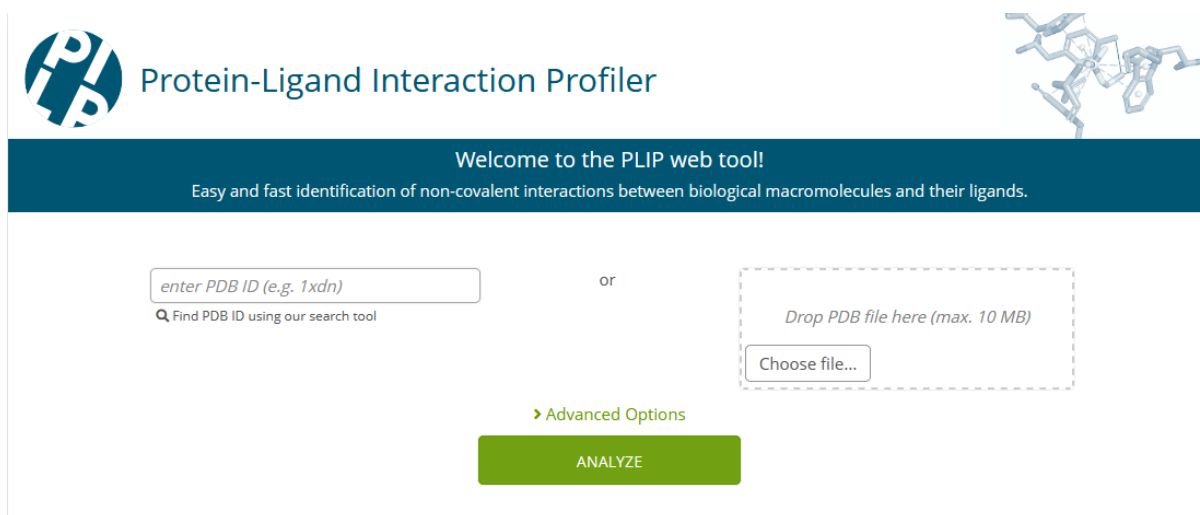 PLIP
Protein-Ligand Interaction Profiler
Welcome to the PLIP web tool!
Easy and fast identification of non-covalent interactions between biological macromolecules and their ligands.
enter PDB ID (e.g. 1xdn)
or
Find PDB ID using our search tool
Drop PDB file here (max. 10 MB)
Choose file...
Advanced Options
ANALYZE